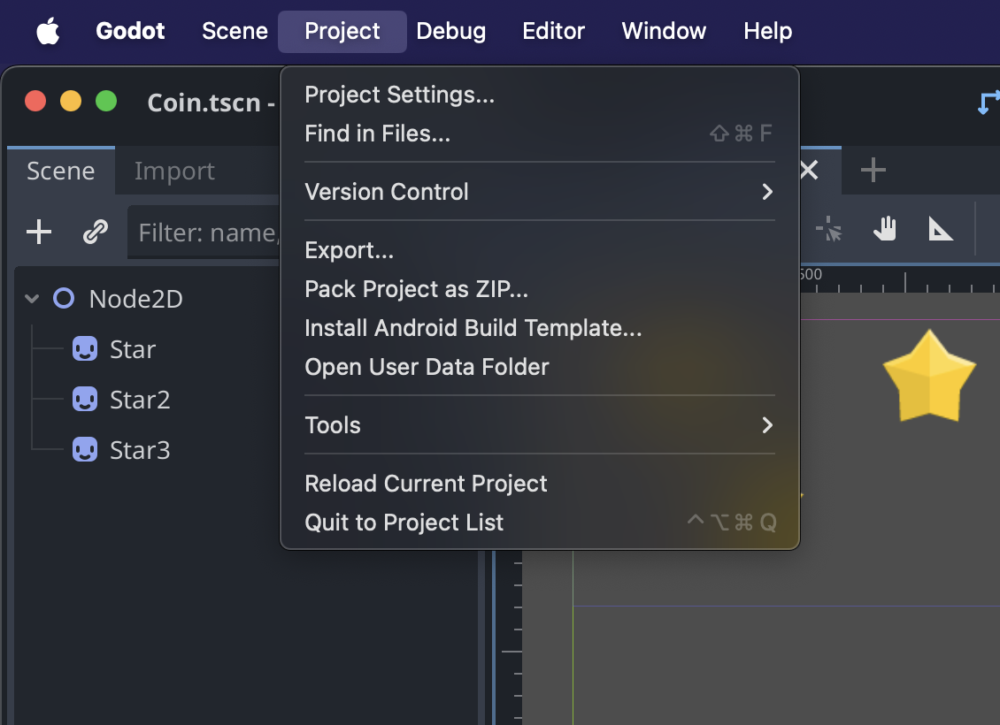 Godot Scene Project Debug Editor Window Help
Coin.tscn -
Scene Import
Filter: name,
Node2D
Star
Star2
Star3
Project Settings...
Find in Files... ⇧⌘F
Version Control
Export...
Pack Project as ZIP...
Install Android Build Template...
Open User Data Folder
Tools
Reload Current Project
Quit to Project List ^⌥⌘Q
500